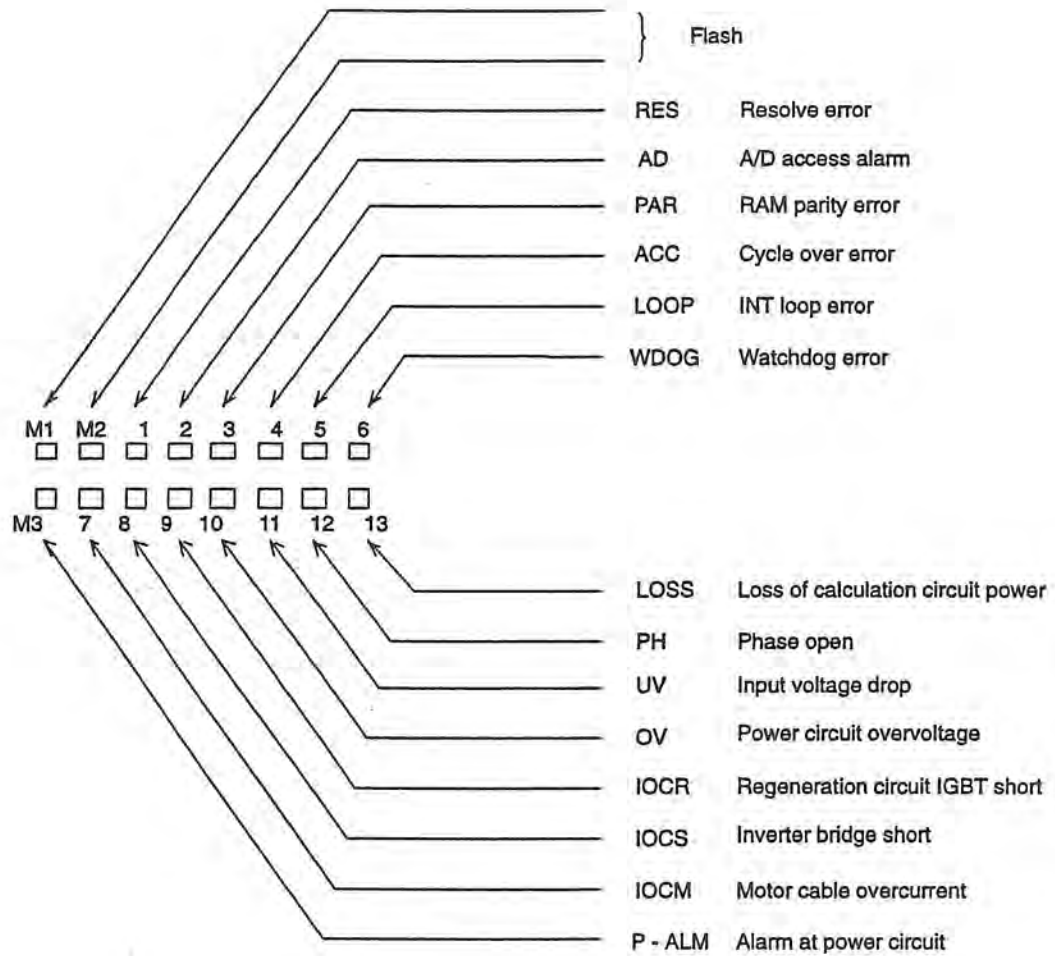 Flash
RES Resolve error
AD A/D access alarm
PAR RAM parity error
ACC Cycle over error
LOOP INT loop error
WDOG Watchdog error
M1 M2 1 2 3 4 5 6
M3 7 8 9 10 11 12 13
LOSS Loss of calculation circuit power
PH Phase open
UV Input voltage drop
OV Power circuit overvoltage
IOCR Regeneration circuit IGBT short
IOCS Inverter bridge short
IOCM Motor cable overcurrent
P - ALM Alarm at power circuit